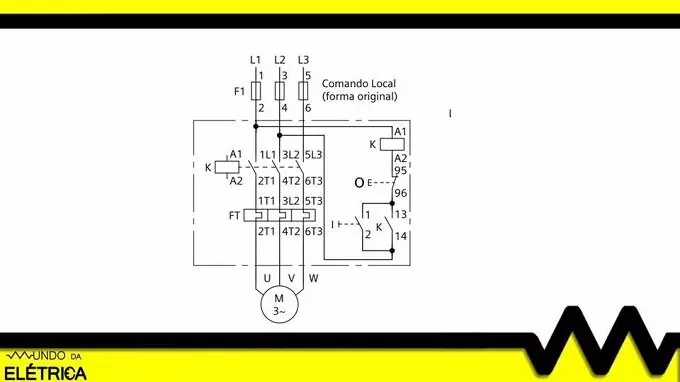 L1 L2 L3
1 3 5
F1
2 4 6
Comando Local
(forma original)
l
A1
K
A2
95
O E
96
A1 1L1 3L2 5L3
K
A2 2T1 4T2 6T3
1T1 3L2 5T3
FT
2T1 4T2 6T3
1 13
I K
2 14
U V W
M
3~
MUNDO DA
ELÉTRICA